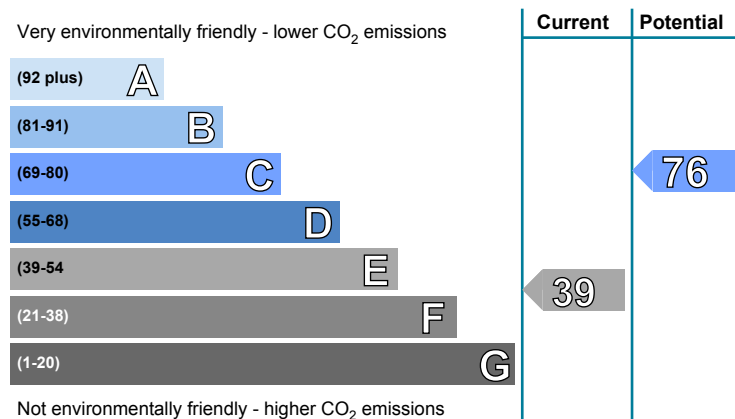 Current Potential
Very environmentally friendly - lower CO₂ emissions
(92 plus) A
(81-91) B
(69-80) C
76
(55-68) D
(39-54 E
39
(21-38) F
(1-20) G
Not environmentally friendly - higher CO₂ emissions